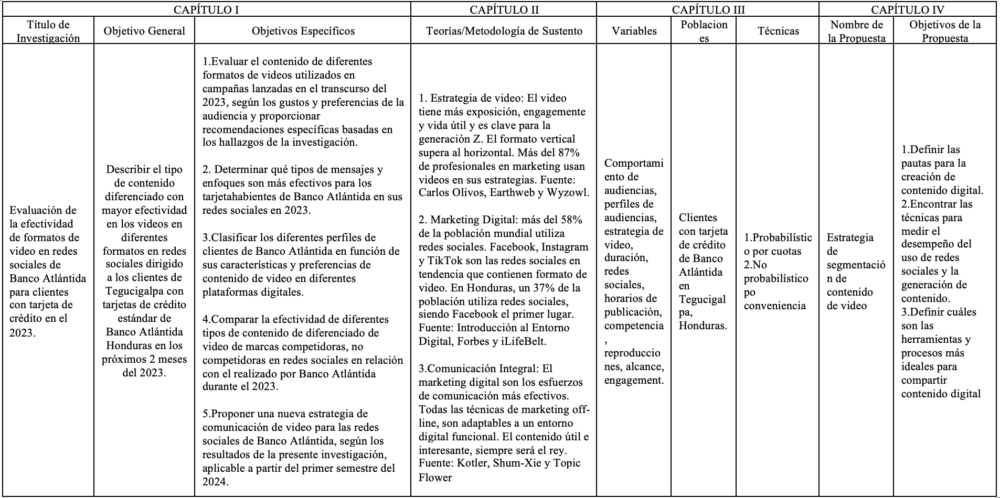 CAPÍTULO I
CAPÍTULO II
CAPÍTULO III
CAPÍTULO IV
Título de
Investigación
Objetivo General
Objetivos Específicos
Teorías/Metodología de Sustento
Variables
Poblacion
es
Técnicas
Nombre de
la Propuesta
Objetivos de la
Propuesta
Evaluación de
la efectividad
de formatos de
video en redes
sociales de
Banco Atlántida
para clientes
con tarjeta de
crédito en el
2023.
Describir el tipo
de contenido
diferenciado con
mayor efectividad
en los videos en
diferentes
formatos en redes
sociales dirigido
a los clientes de
Tegucigalpa con
tarjetas de crédito
estándar de
Banco Atlántida
Honduras en los
próximos 2 meses
del 2023.
1.Evaluar el contenido de diferentes
formatos de videos utilizados en
campañas lanzadas en el transcurso del
2023, según los gustos y preferencias de la
audiencia y proporcionar
recomendaciones específicas basadas en
los hallazgos de la investigación.
2. Determinar qué tipos de mensajes y
enfoques son más efectivos para los
tarjetahabientes de Banco Atlántida en sus
redes sociales en 2023.
3.Clasificar los diferentes perfiles de
clientes de Banco Atlántida en función de
sus características y preferencias de
contenido de video en diferentes
plataformas digitales.
4.Comparar la efectividad de diferentes
tipos de contenido de diferenciado de
video de marcas competidoras, no
competidoras en redes sociales en relación
con el realizado por Banco Atlántida
durante el 2023.
5.Proponer una nueva estrategia de
comunicación de video para las redes
sociales de Banco Atlántida, según los
resultados de la presente investigación,
aplicable a partir del primer semestre del
2024.
1. Estrategia de video: El video
tiene más exposición, engagemente
y vida útil y es clave para la
generación Z. El formato vertical
supera al horizontal. Más del 87%
de profesionales en marketing usan
videos en sus estrategias. Fuente:
Carlos Olivos, Earthweb y Wyzowl.
2. Marketing Digital: más del 58%
de la población mundial utiliza
redes sociales. Facebook, Instagram
y TikTok son las redes sociales en
tendencia que contienen formato de
video. En Honduras, un 37% de la
población utiliza redes sociales,
siendo Facebook el primer lugar.
Fuente: Introducción al Entorno
Digital, Forbes y iLifeBelt.
3.Comunicación Integral: El
marketing digital son los esfuerzos
de comunicación más efectivos.
Todas las técnicas de marketing off-
line, son adaptables a un entorno
digital funcional. El contenido útil e
interesante, siempre será el rey.
Fuente: Kotler, Shum-Xie y Topic
Flower
Comportami
ento de
audiencias,
perfiles de
audiencias,
estrategia de
video,
duración,
redes
sociales,
horarios de
publicación,
competencia
,
reproduccio
nes, alcance,
engagement.
Clientes
con tarjeta
de crédito
de Banco
Atlántida
en
Tegucigal
pa,
Honduras.
1.Probabilístic
o por cuotas
2.No
probabilístico
po
conveniencia
Estrategia
de
segmentació
n de
contenido
de video
1.Definir las
pautas para la
creación de
contenido digital.
2.Encontrar las
técnicas para
medir el
desempeño del
uso de redes
sociales y la
generación de
contenido.
3.Definir cuáles
son las
herramientas y
procesos más
ideales para
compartir
contenido digital